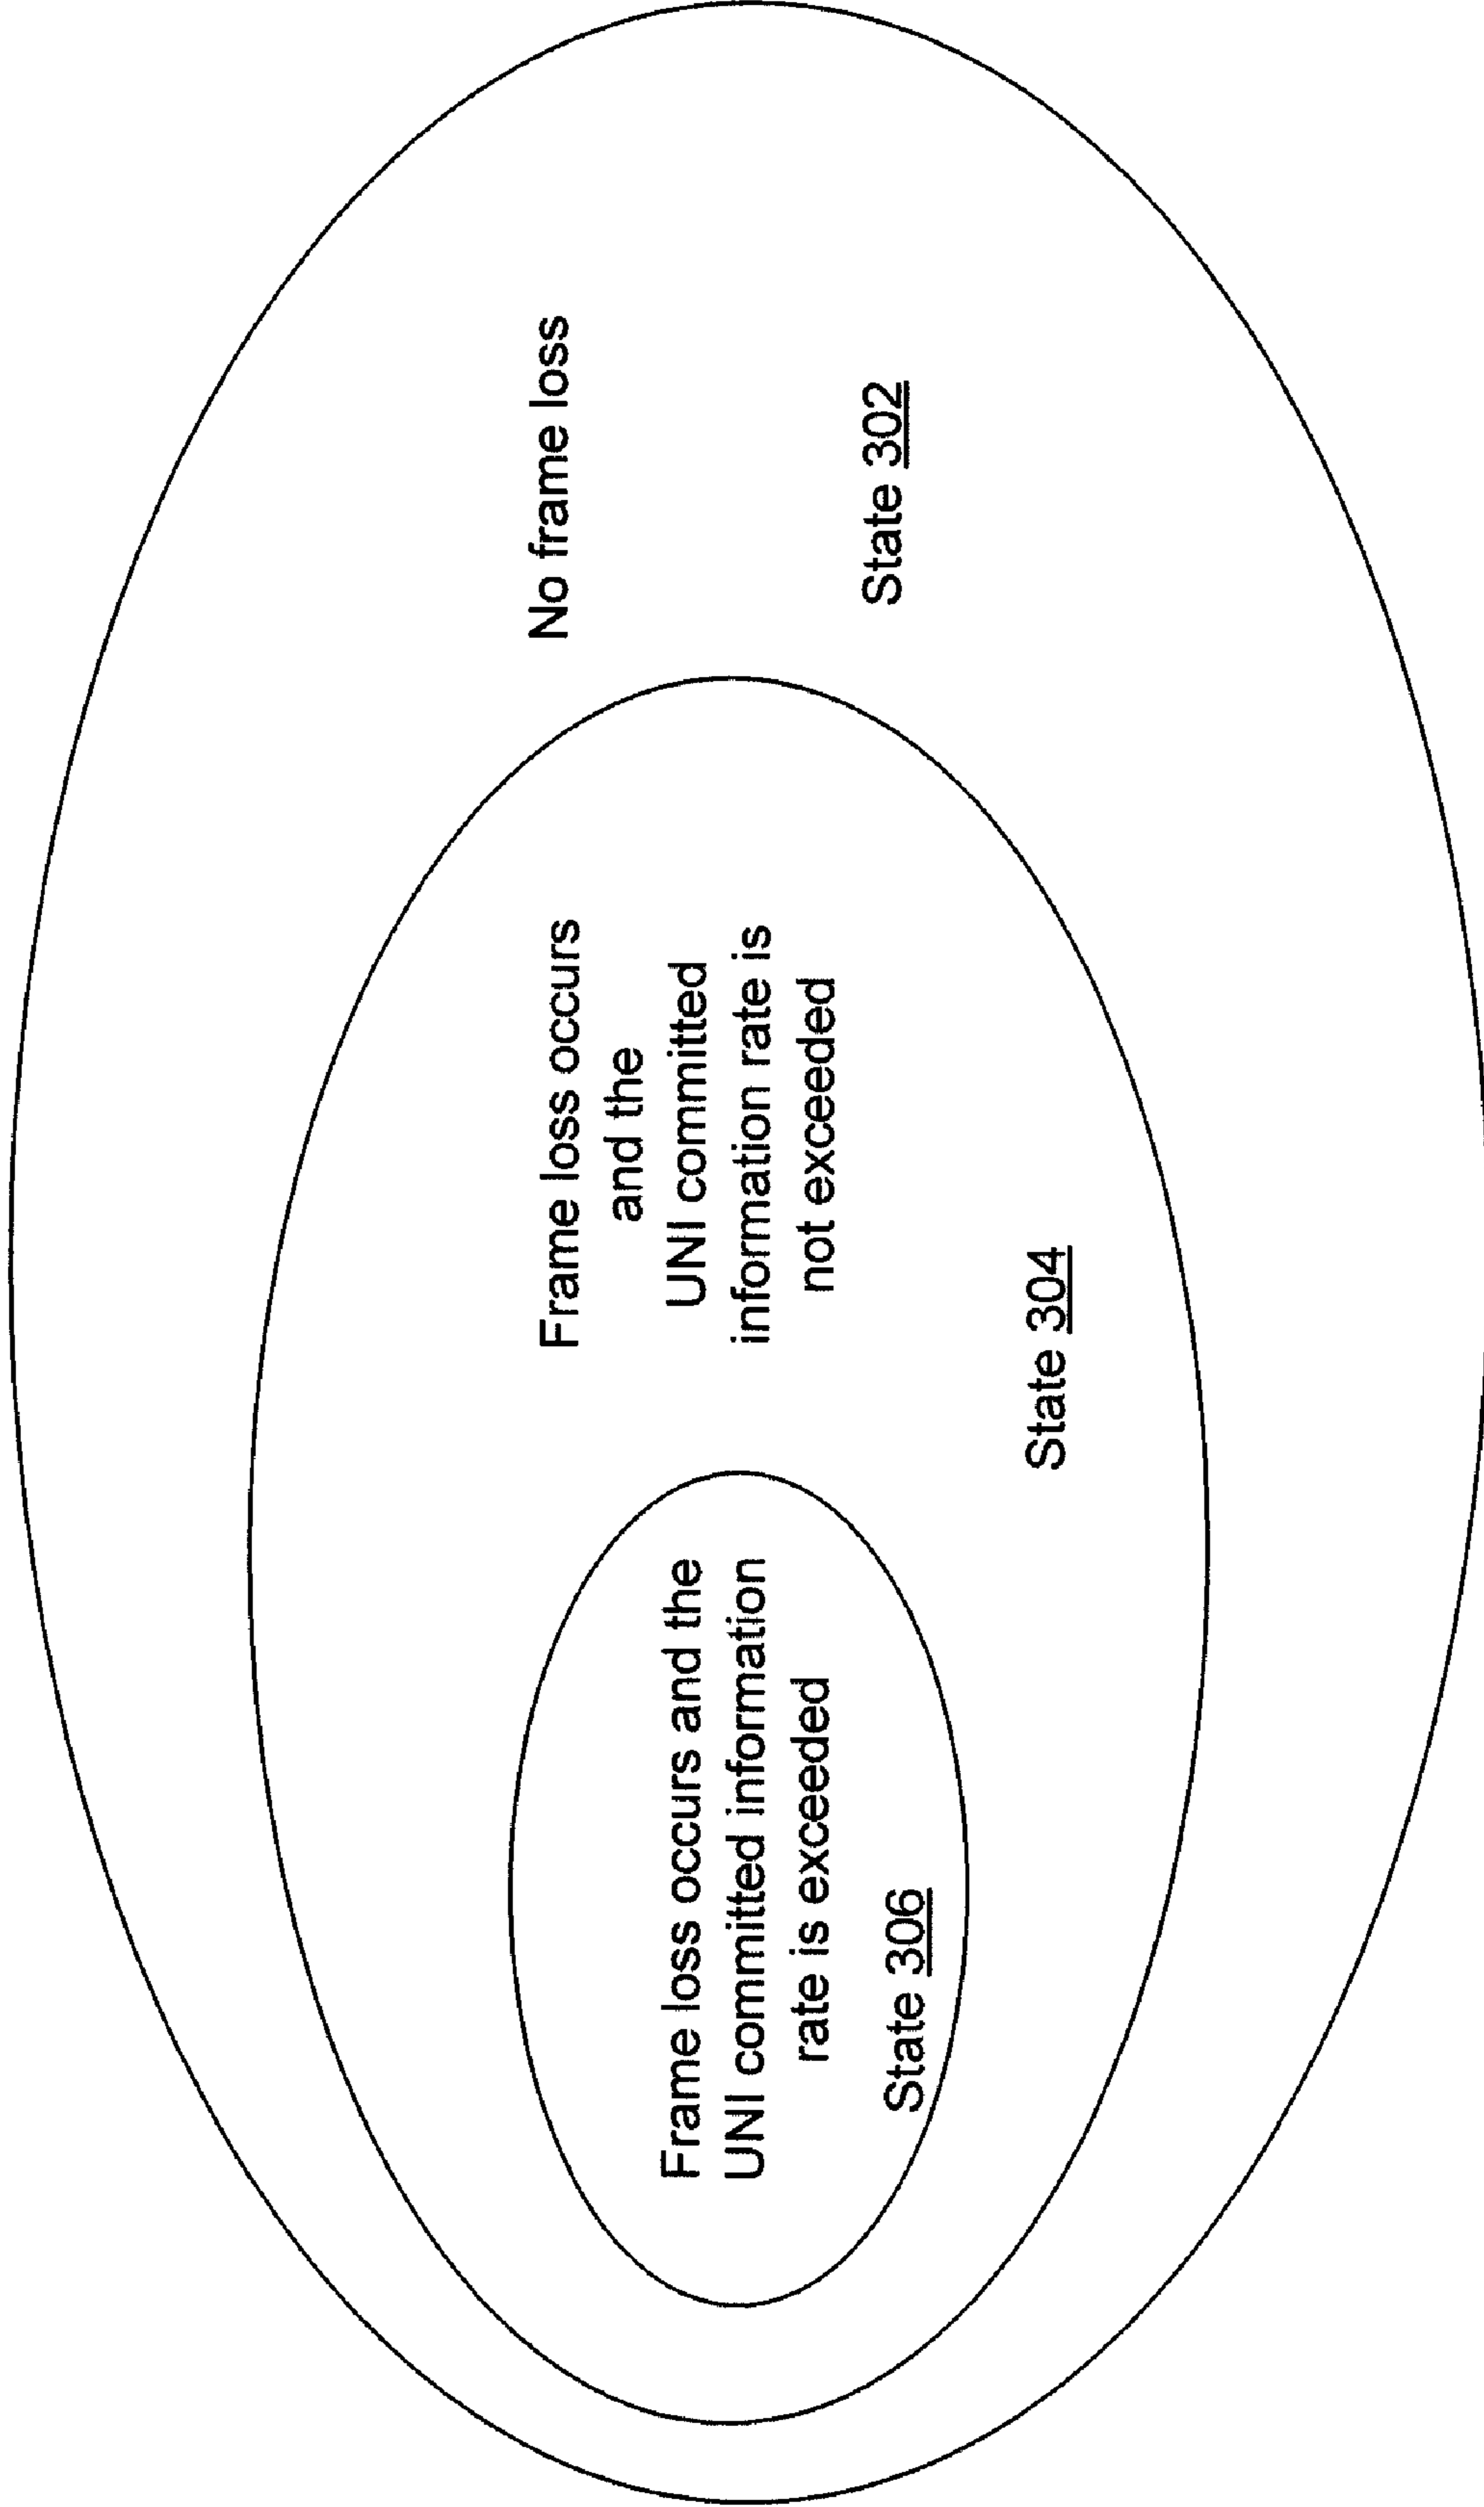 Frame loss occurs and the
UNI committed information
rate is exceeded
State 306
Frame loss occurs
and the
UNI committed
information rate is
not exceeded
State 304
No frame loss
State 302